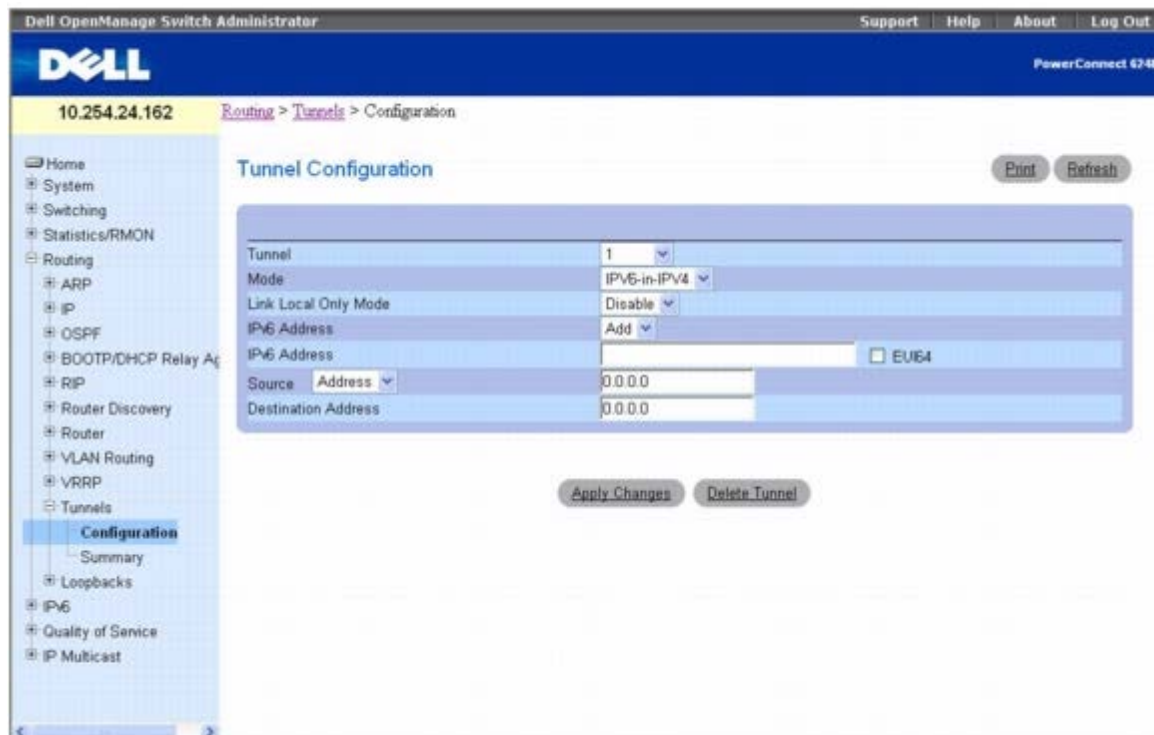 Dell OpenManage Switch Administrator
Support Help About Log Out
DELL
PowerConnect 6248
10.254.24.162
Routing > Tunnels > Configuration
Home
System
Switching
Statistics/RMON
Routing
ARP
IP
OSPF
BOOTP/DHCP Relay Ag
RIP
Router Discovery
Router
VLAN Routing
VRRP
Tunnels
Configuration
Summary
Loopbacks
IPv6
Quality of Service
IP Multicast
Tunnel Configuration
Print Refresh
Tunnel 1
Mode IPV6-in-IPV4
Link Local Only Mode Disable
IPv6 Address Add
IPv6 Address EUI64
Source Address 0.0.0.0
Destination Address 0.0.0.0
Apply Changes Delete Tunnel